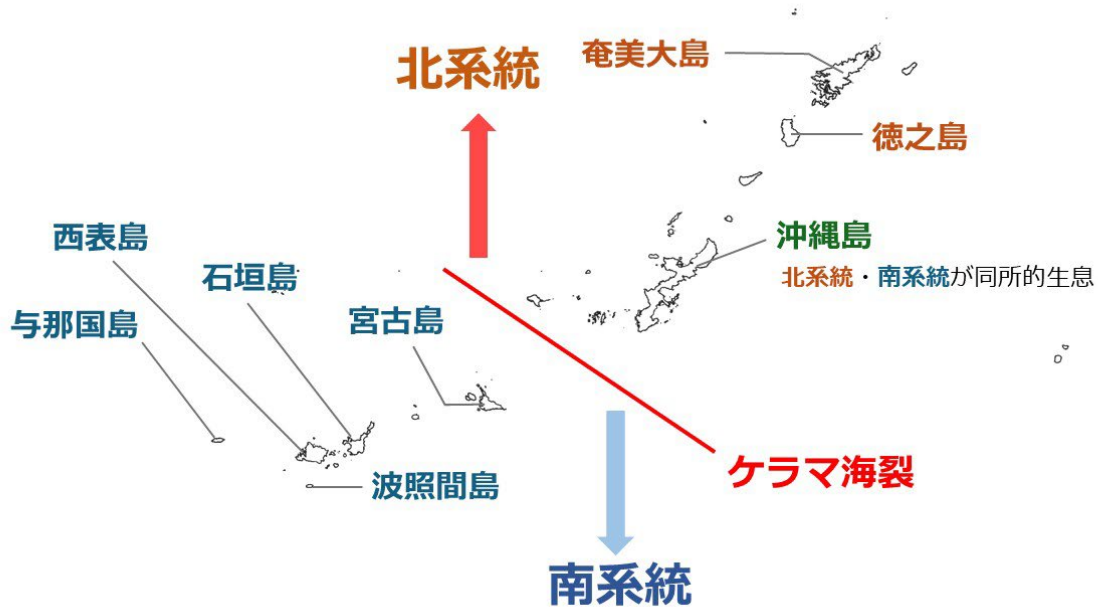 北系統
奄美大島
徳之島
沖縄島
北系統・南系統が同所的生息
西表島
石垣島
与那国島
宮古島
波照間島
ケラマ海裂
南系統